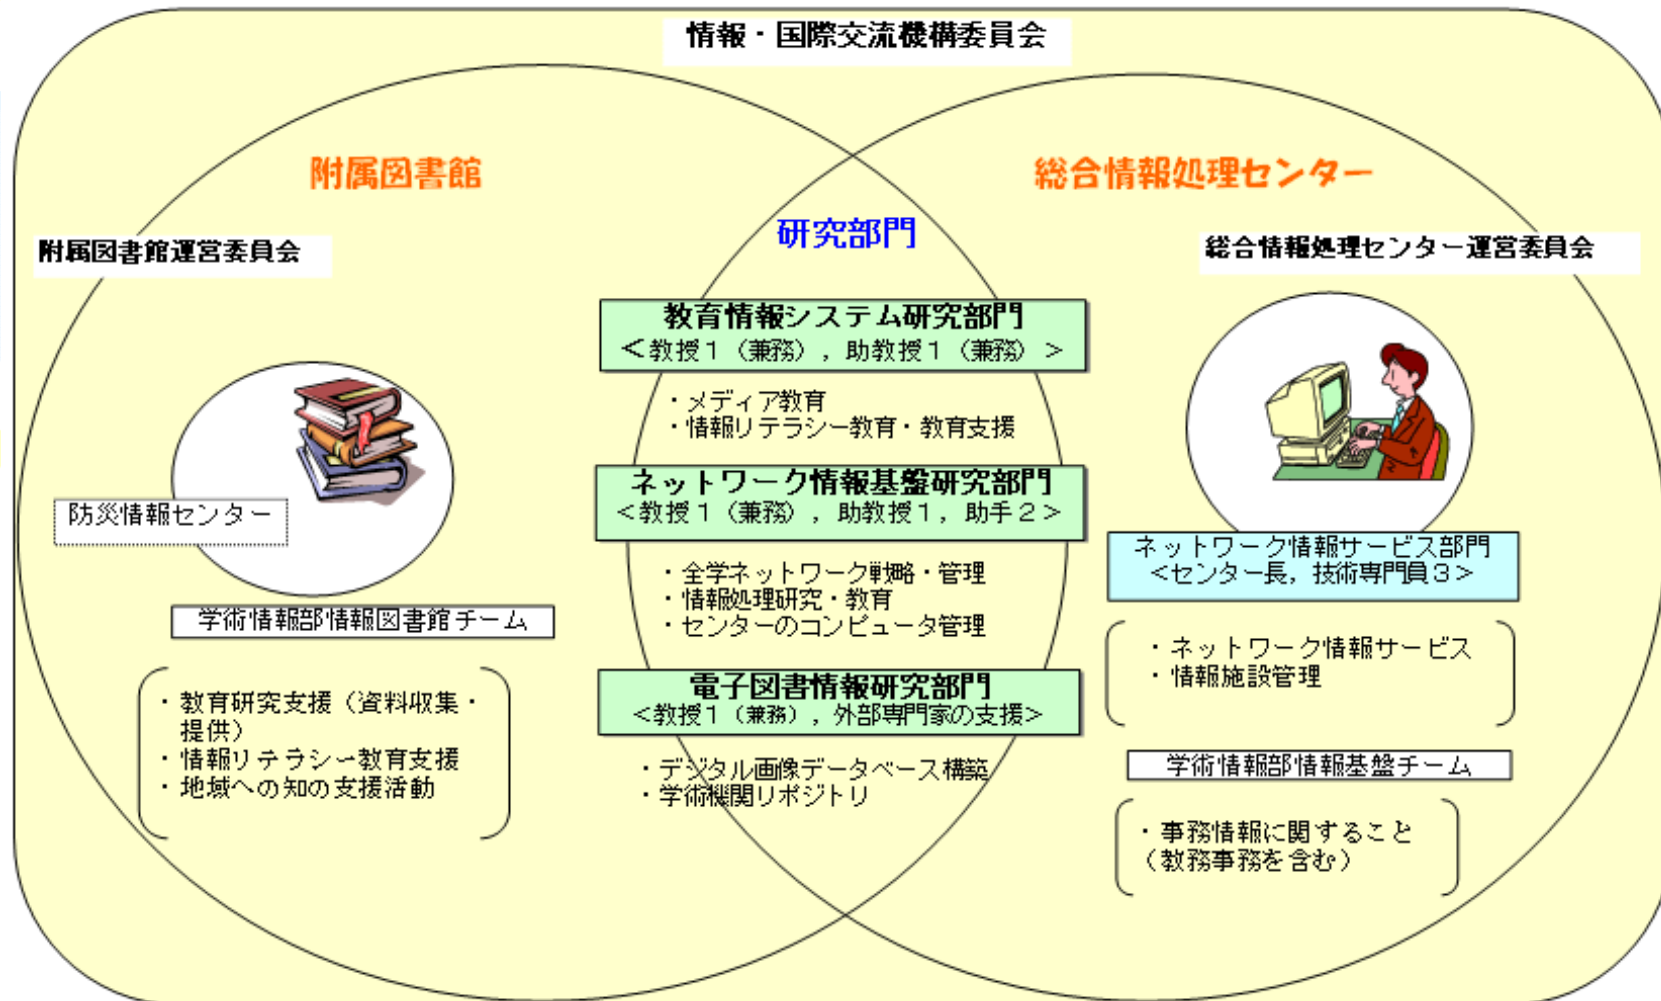 情報・国際交流機構委員会
附属図書館
総合情報処理センター
研究部門
附属図書館運営委員会
総合情報処理センター運営委員会
教育情報システム研究部門
＜教授１（兼務），助教授１（兼務）＞
・メディア教育
・情報リテラシー教育・教育支援
ネットワーク情報基盤研究部門
＜教授１（兼務），助教授１，助手２＞
・全学ネットワーク戦略・管理
・情報処理研究・教育
・センターのコンピュータ管理
電子図書情報研究部門
＜教授１（兼務），外部専門家の支援＞
・デジタル画像データベース構築
・学術機関リポジトリ
防災情報センター
学術情報部情報図書館チーム
・教育研究支援（資料収集・
提供）
・情報リテラシー教育支援
・地域への知の支援活動
ネットワーク情報サービス部門
＜センター長，技術専門員３＞
・ネットワーク情報サービス
・情報施設管理
学術情報部情報基盤チーム
・事務情報に関すること
（教務事務を含む）